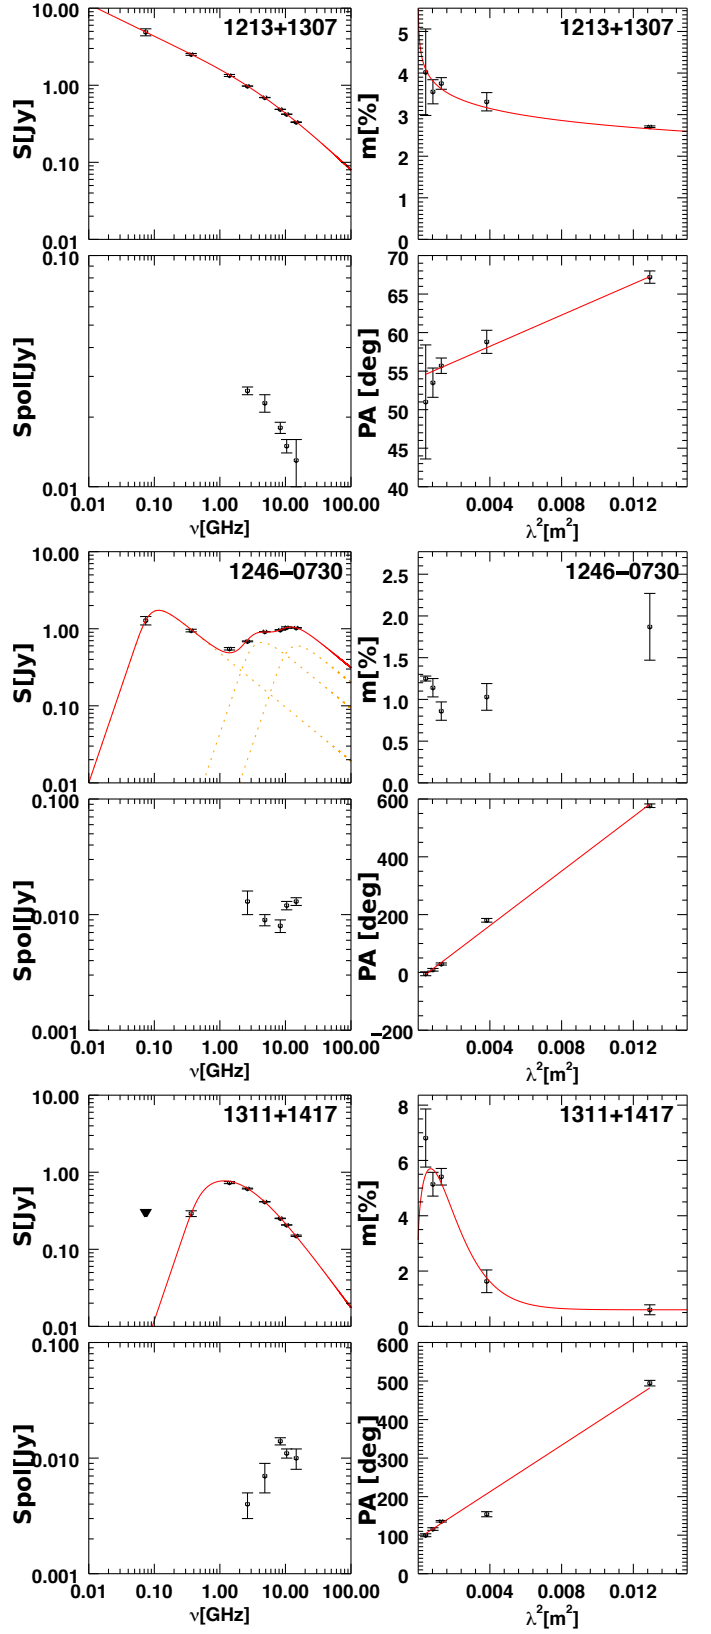 1213+1307
S[Jy]
10.00
1.00
0.10
0.01
1213+1307
m[%]
5
4
3
2
1
0
Spol[Jy]
0.10
0.01
0.01 0.10 1.00 10.00 100.00
ν[GHz]
PA [deg]
70
65
60
55
50
45
40
0.004 0.008 0.012
λ²[m²]
1246−0730
S[Jy]
10.00
1.00
0.10
0.01
1246−0730
m[%]
2.5
2.0
1.5
1.0
0.5
0.0
Spol[Jy]
0.100
0.010
0.001
0.01 0.10 1.00 10.00 100.00
ν[GHz]
PA [deg]
600
400
200
0
−200
0.004 0.008 0.012
λ²[m²]
1311+1417
S[Jy]
10.00
1.00
0.10
0.01
1311+1417
m[%]
8
6
4
2
0
Spol[Jy]
0.100
0.010
0.001
0.01 0.10 1.00 10.00 100.00
ν[GHz]
PA [deg]
500
400
300
200
100
0
0.004 0.008 0.012
λ²[m²]